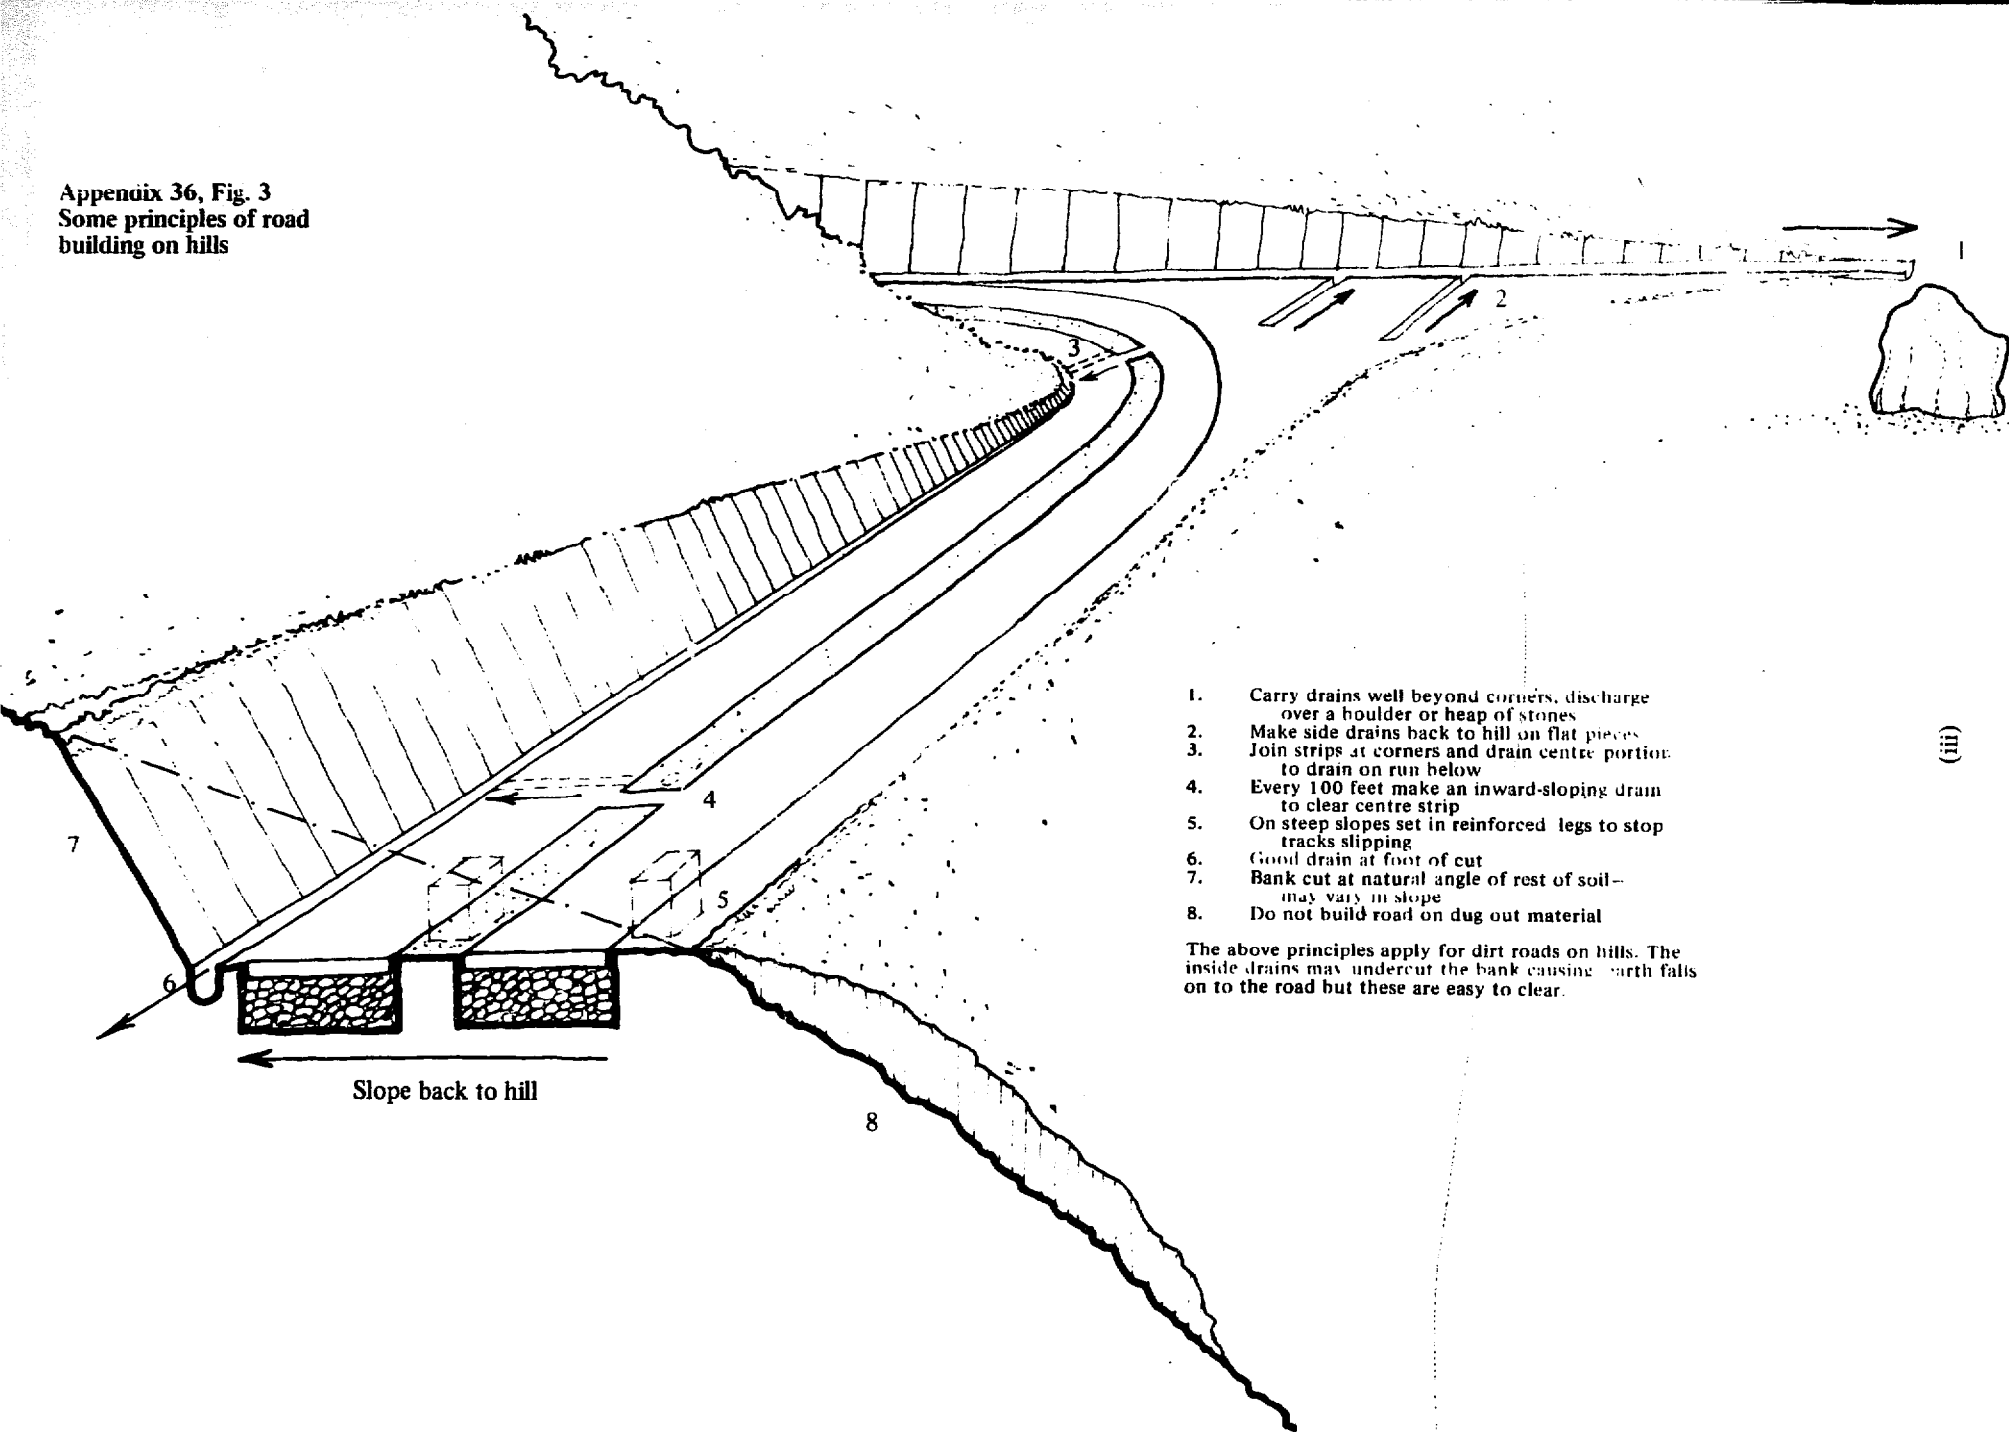 Appendix 36, Fig. 3
Some principles of road
building on hills
1
2
3
4
5
6
7
8
Slope back to hill
1. Carry drains well beyond corners, discharge
over a boulder or heap of stones
2. Make side drains back to hill on flat pieces
3. Join strips at corners and drain centre portion
to drain on run below
4. Every 100 feet make an inward-sloping drain
to clear centre strip
5. On steep slopes set in reinforced legs to stop
tracks slipping
6. Good drain at foot of cut
7. Bank cut at natural angle of rest of soil–
may vary in slope
8. Do not build road on dug out material
The above principles apply for dirt roads on hills. The
inside drains may undercut the bank causing earth falls
on to the road but these are easy to clear.
(iii)